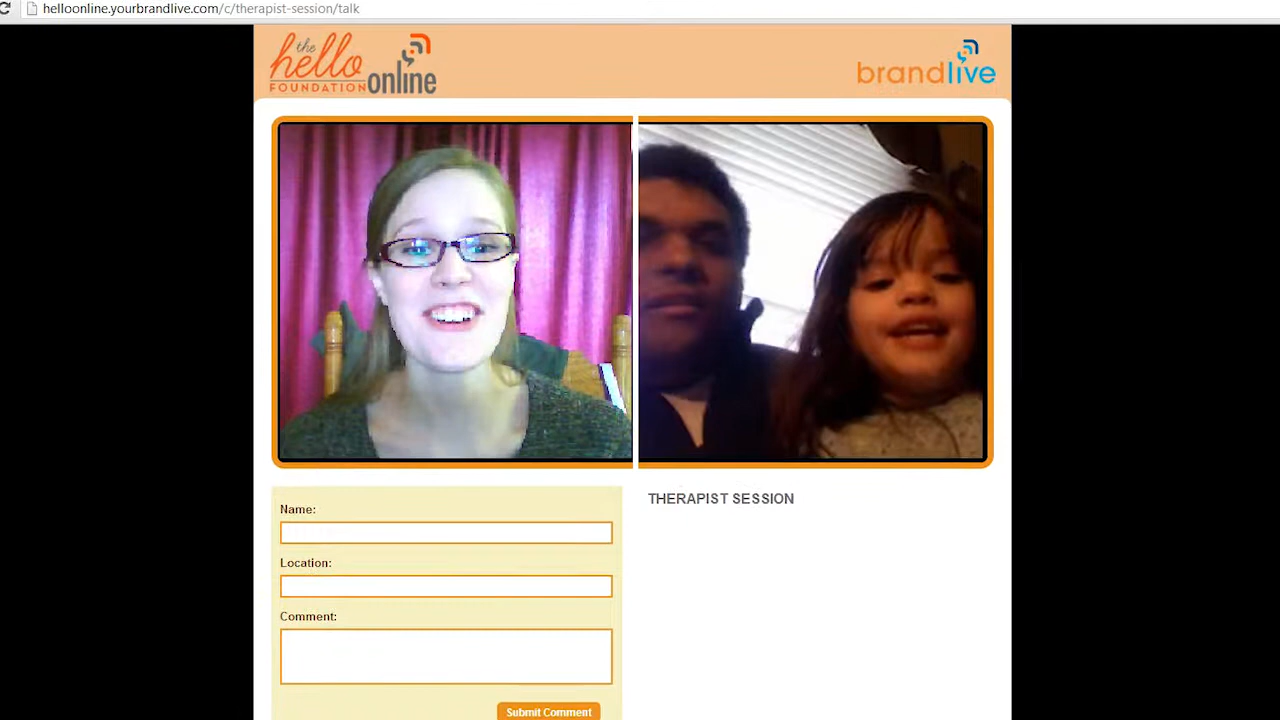 helloonline.yourbrandlive.com/c/therapist-session/talk
the
hello
FOUNDATION online
brandlive
THERAPIST SESSION
Name:
Location:
Comment:
Submit Comment